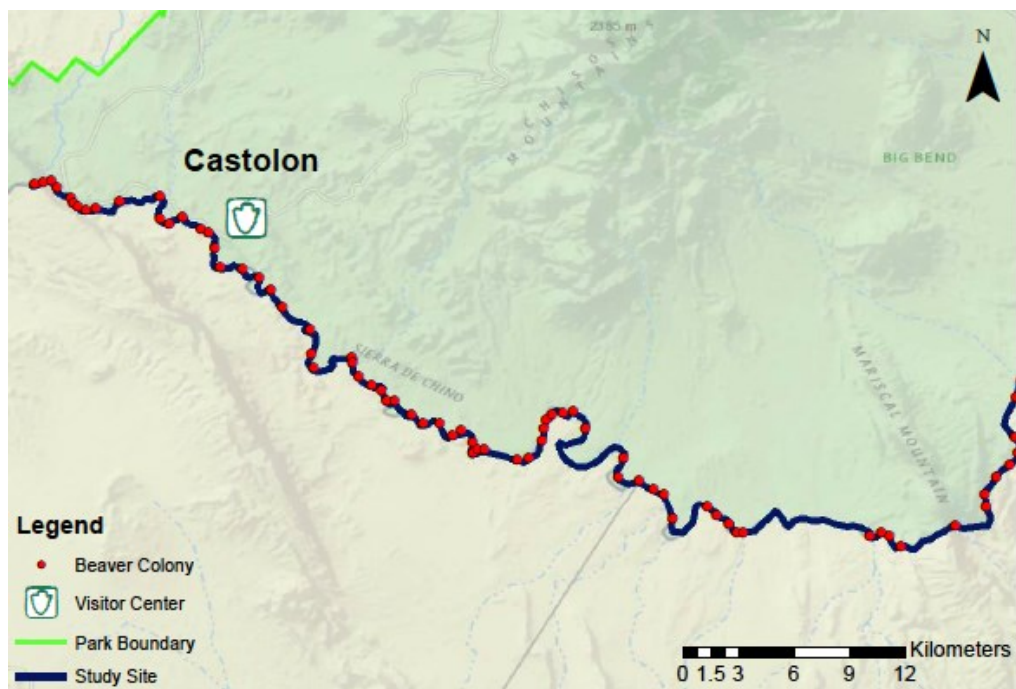 2385 m
N
CHISOS
MOUNTAINS
Castolon
BIG BEND
SIERRA DE CHINO
MARISCAL MOUNTAIN
Legend
Beaver Colony
Visitor Center
Park Boundary
Study Site
Kilometers
0 1.5 3 6 9 12